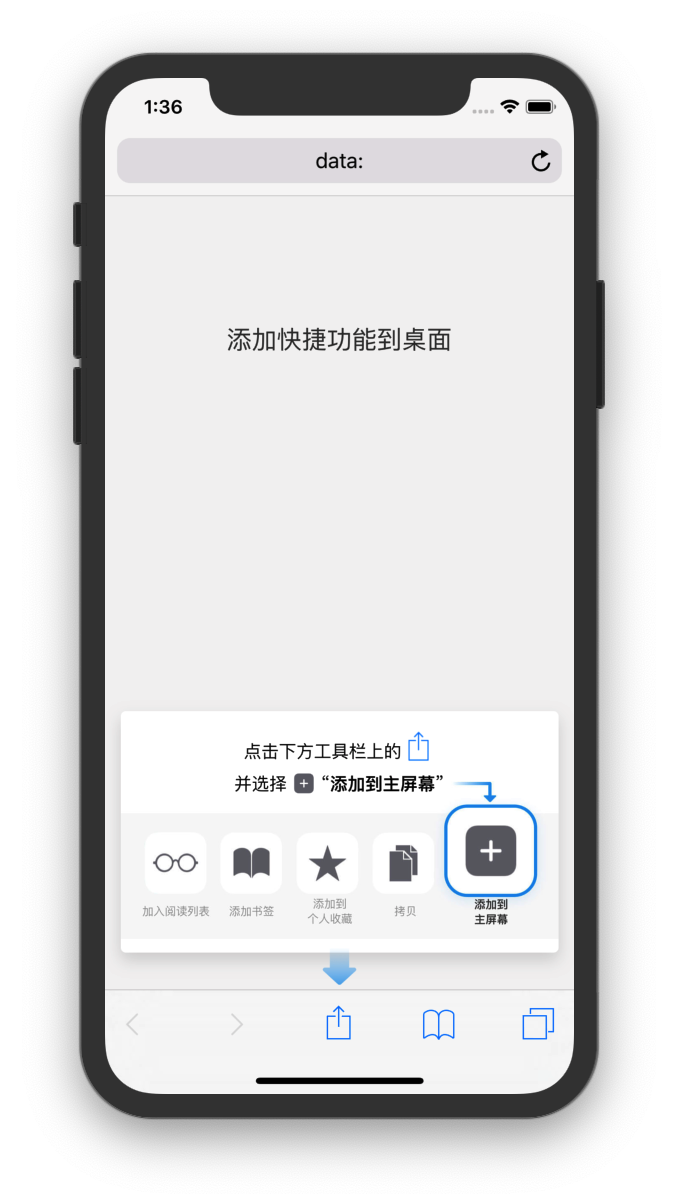 1:36
data:
添加快捷功能到桌面
点击下方工具栏上的
并选择 “添加到主屏幕”
加入阅读列表
添加书签
添加到
个人收藏
拷贝
添加到
主屏幕